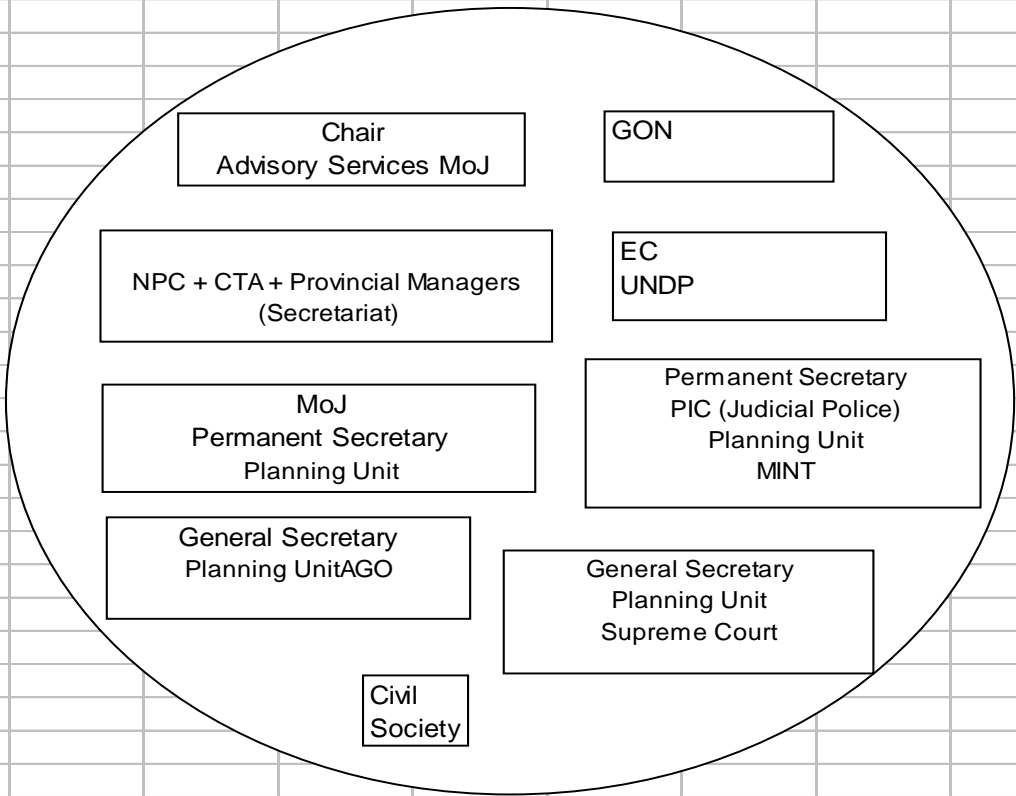 Chair
Advisory Services MoJ
GON
NPC + CTA + Provincial Managers
(Secretariat)
EC
UNDP
MoJ
Permanent Secretary
Planning Unit
Permanent Secretary
PIC (Judicial Police)
Planning Unit
MINT
General Secretary
Planning UnitAGO
General Secretary
Planning Unit
Supreme Court
Civil
Society